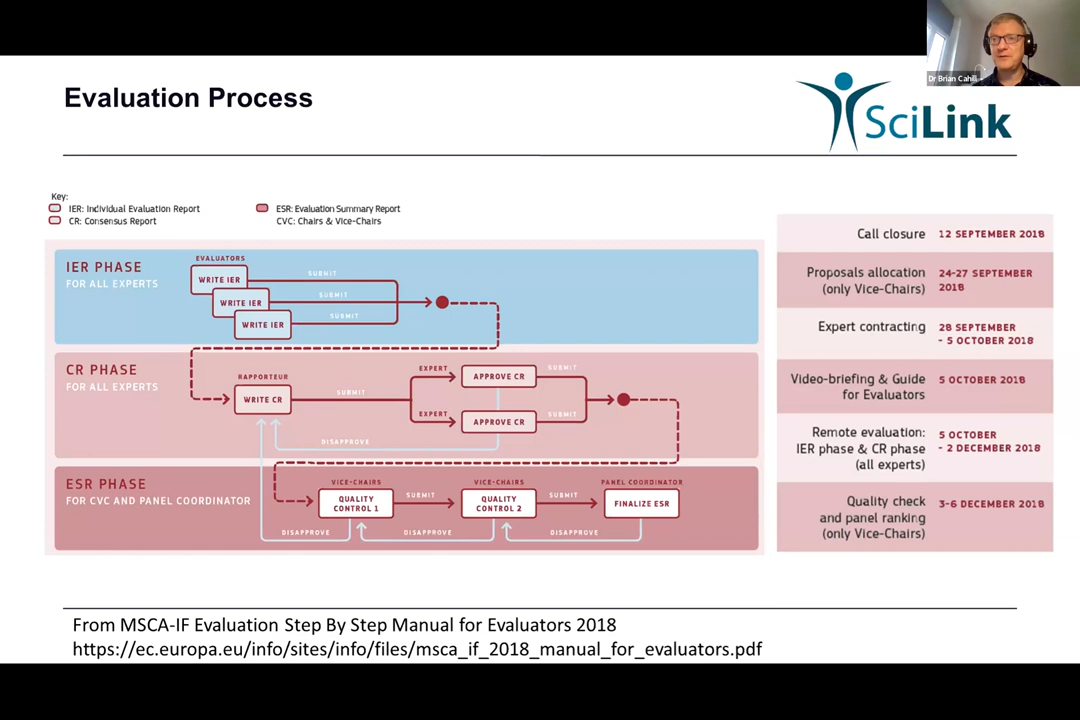 Dr Brian Cahill
Evaluation Process
SciLink
Key:
IER: Individual Evaluation Report
CR: Consensus Report
ESR: Evaluation Summary Report
CVC: Chairs & Vice-Chairs
IER PHASE
FOR ALL EXPERTS
EVALUATORS
WRITE IER
SUBMIT
WRITE IER
SUBMIT
WRITE IER
SUBMIT
CR PHASE
FOR ALL EXPERTS
RAPPORTEUR
WRITE CR
SUBMIT
EXPERT
APPROVE CR
SUBMIT
EXPERT
APPROVE CR
SUBMIT
DISAPPROVE
ESR PHASE
FOR CVC AND PANEL COORDINATOR
VICE-CHAIRS
QUALITY
CONTROL 1
SUBMIT
VICE-CHAIRS
QUALITY
CONTROL 2
SUBMIT
PANEL COORDINATOR
FINALIZE ESR
DISAPPROVE
DISAPPROVE
DISAPPROVE
Call closure
12 SEPTEMBER 2018
Proposals allocation
(only Vice-Chairs)
24-27 SEPTEMBER
2018
Expert contracting
28 SEPTEMBER
- 5 OCTOBER 2018
Video-briefing & Guide
for Evaluators
5 OCTOBER 2018
Remote evaluation:
IER phase & CR phase
(all experts)
5 OCTOBER
- 2 DECEMBER 2018
Quality check
and panel ranking
(only Vice-Chairs)
3-6 DECEMBER 2018
From MSCA-IF Evaluation Step By Step Manual for Evaluators 2018
https://ec.europa.eu/info/sites/info/files/msca_if_2018_manual_for_evaluators.pdf